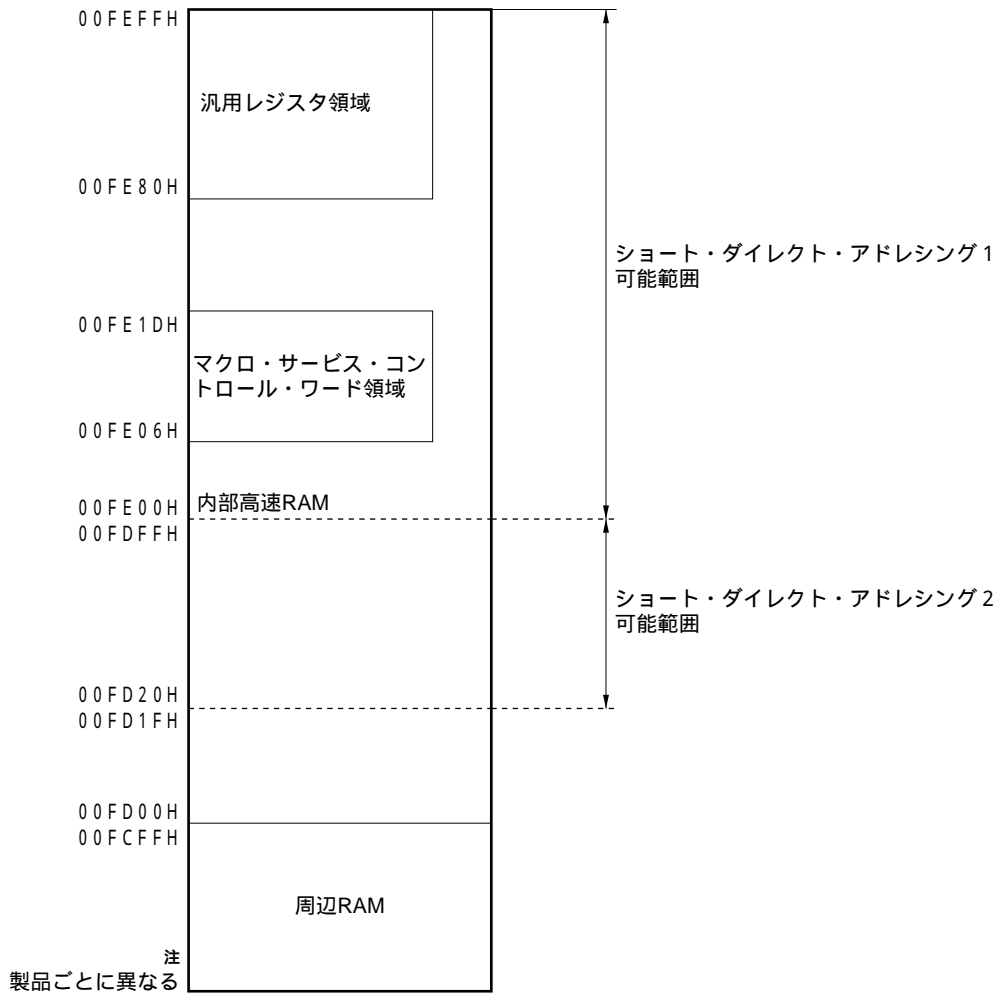 00FEFFH
汎用レジスタ領域
00FE80H
ショート・ダイレクト・アドレシング1
可能範囲
00FE1DH
マクロ・サービス・コン
トロール・ワード領域
00FE06H
00FE00H
内部高速RAM
00FDFFH
ショート・ダイレクト・アドレシング2
可能範囲
00FD20H
00FD1FH
00FD00H
00FCFFH
周辺RAM
注
製品ごとに異なる